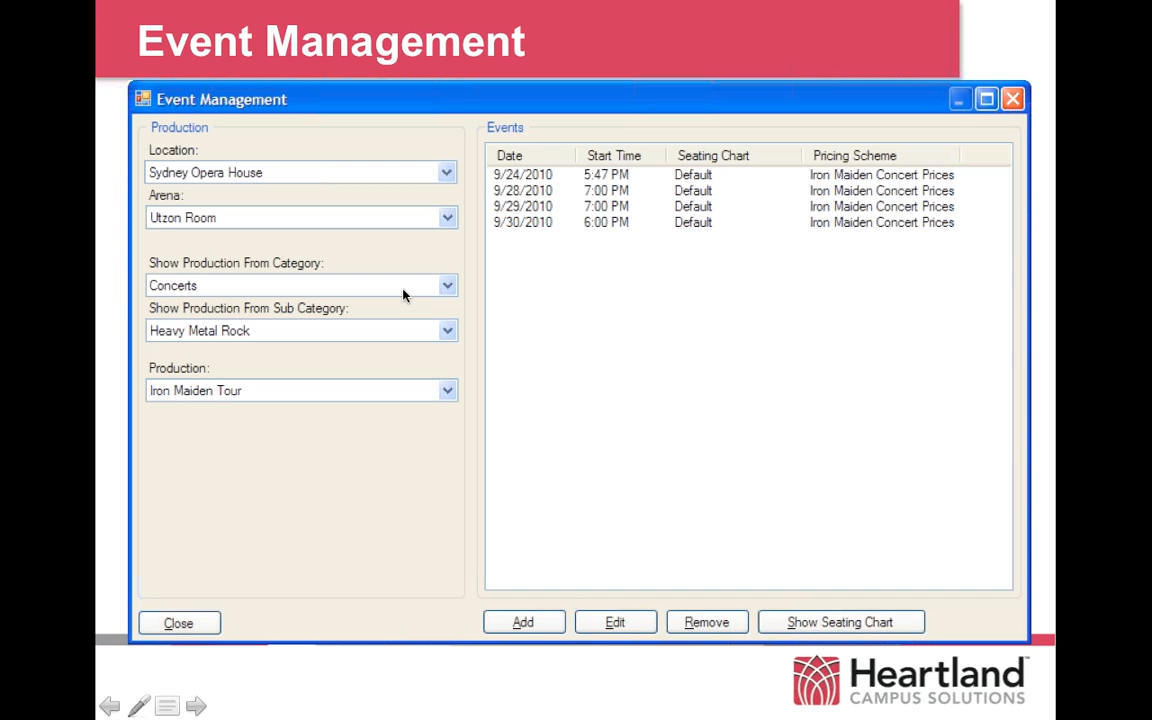 Event Management
Event Management
Production
Location:
Sydney Opera House
Arena:
Utzon Room
Show Production From Category:
Concerts
Show Production From Sub Category:
Heavy Metal Rock
Production:
Iron Maiden Tour
Close
Events
Date Start Time Seating Chart Pricing Scheme
9/24/2010 5:47 PM Default Iron Maiden Concert Prices
9/28/2010 7:00 PM Default Iron Maiden Concert Prices
9/29/2010 7:00 PM Default Iron Maiden Concert Prices
9/30/2010 6:00 PM Default Iron Maiden Concert Prices
Add Edit Remove Show Seating Chart
Heartland™
CAMPUS SOLUTIONS